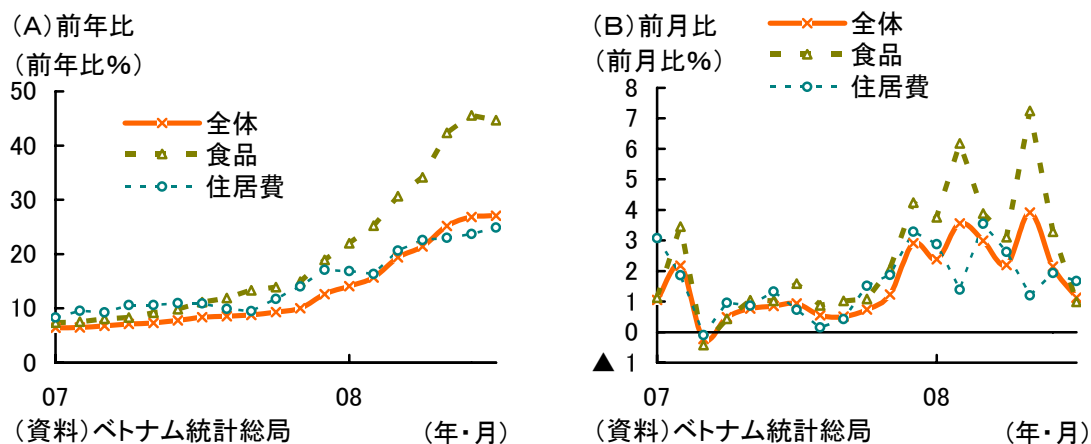 (A)前年比
(前年比%)
50
40
30
20
10
0
全体
食品
住居費
07
08
(資料)ベトナム統計総局
(年・月)
(B)前月比
(前月比%)
全体
食品
住居費
8
7
6
5
4
3
2
1
0
▲ 1
07
08
(資料)ベトナム統計総局
(年・月)